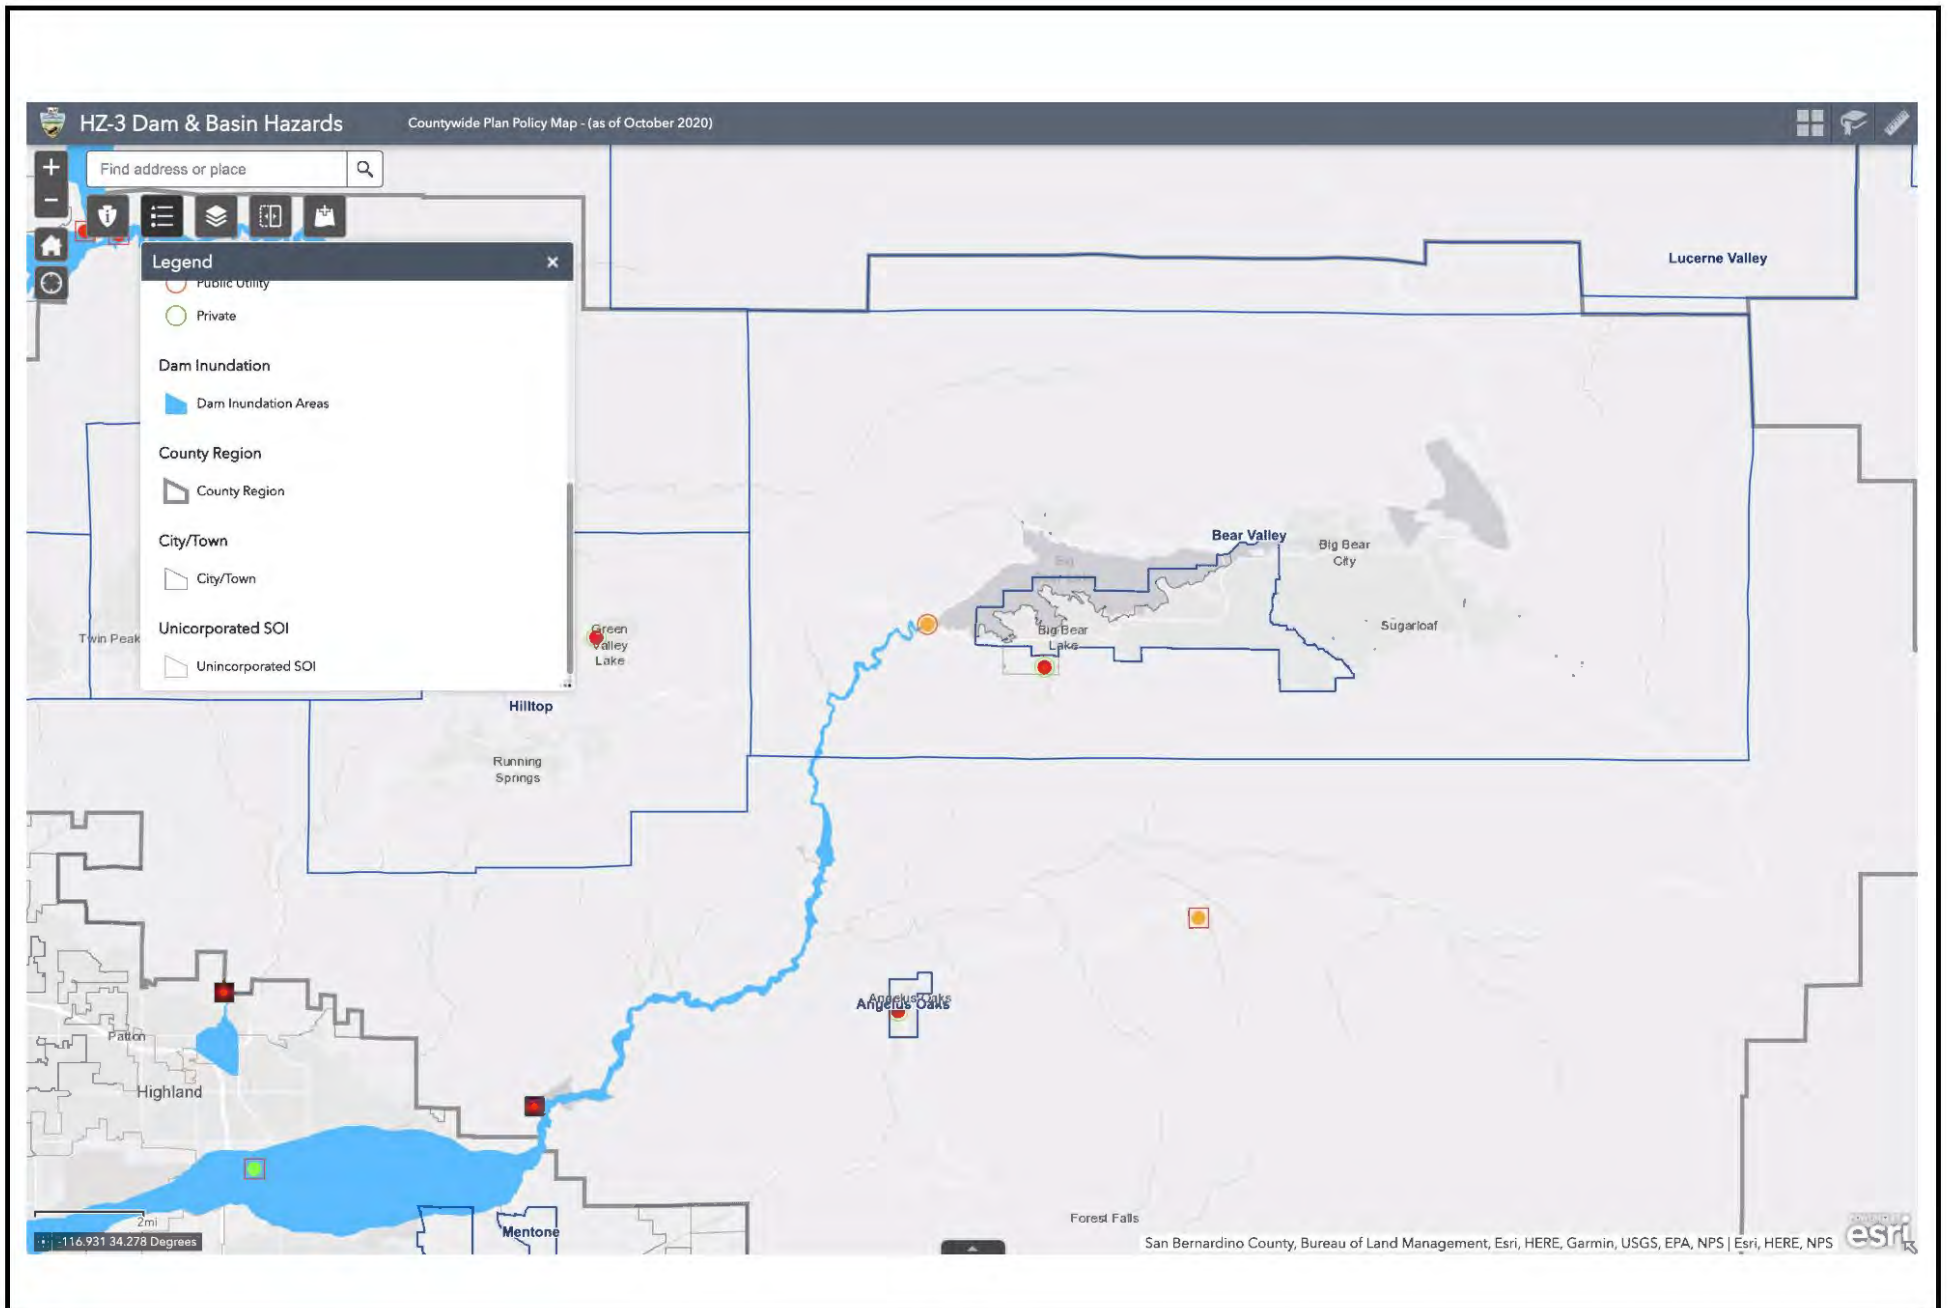 HZ-3 Dam & Basin Hazards
Countywide Plan Policy Map - (as of October 2020)
+
Find address or place
−
Legend
×
Public Utility
Private
Dam Inundation
Dam Inundation Areas
County Region
County Region
City/Town
City/Town
Unicorporated SOI
Unincorporated SOI
Lucerne Valley
Bear Valley
Big Bear
City
Big
Twin Peak
Green
Valley
Lake
Big Bear
Lake
Sugarloaf
Hilltop
Running
Springs
Angelus Oaks
Angelus Oaks
Patton
Highland
Mentone
Forest Falls
2mi
-116.931 34.278 Degrees
San Bernardino County, Bureau of Land Management, Esri, HERE, Garmin, USGS, EPA, NPS | Esri, HERE, NPS
esri